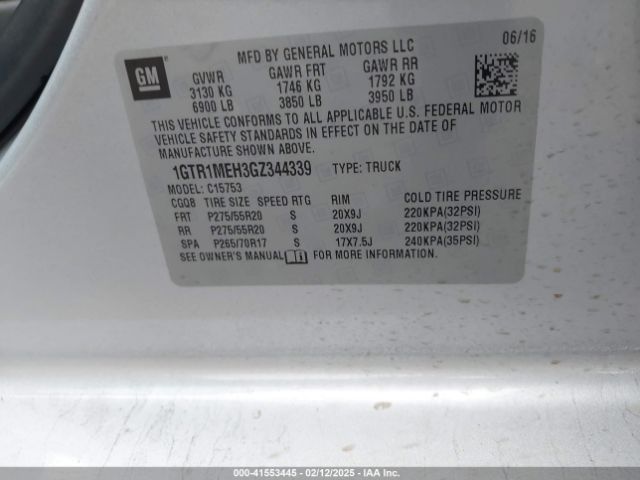 MFD BY GENERAL MOTORS LLC
06/16
GM
GVWR GAWR FRT GAWR RR
3130 KG 1746 KG 1792 KG
6900 LB 3850 LB 3950 LB
THIS VEHICLE CONFORMS TO ALL APPLICABLE U.S. FEDERAL MOTOR
VEHICLE SAFETY STANDARDS IN EFFECT ON THE DATE OF
MANUFACTURE SHOWN ABOVE.
1GTR1MEH3GZ344339 TYPE: TRUCK
MODEL: C15753
CGQ8 TIRE SIZE SPEED RTG RIM COLD TIRE PRESSURE
FRT P275/55R20 S 20X9J 220KPA(32PSI)
RR P275/55R20 S 20X9J 220KPA(32PSI)
SPA P265/70R17 S 17X7.5J 240KPA(35PSI)
SEE OWNER'S MANUAL i FOR MORE INFORMATION.
000-41553445 - 02/12/2025 - IAA Inc.